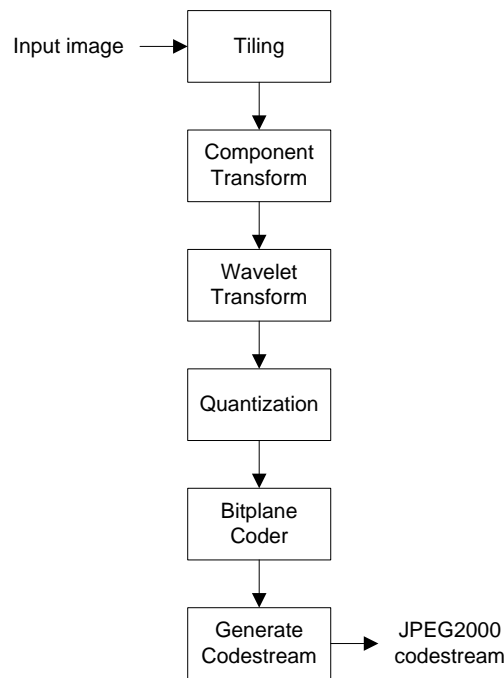 Input image
Tiling
Component
Transform
Wavelet
Transform
Quantization
Bitplane
Coder
Generate
Codestream
JPEG2000
codestream